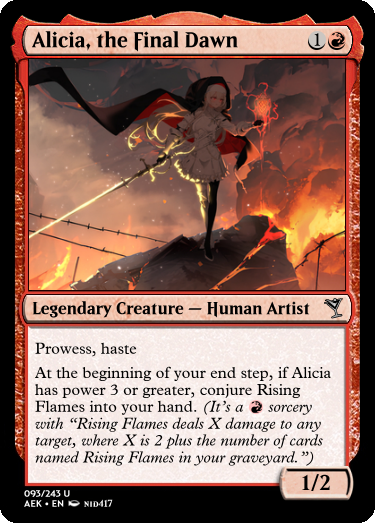 Alicia, the Final Dawn 1
Legendary Creature — Human Artist
Prowess, haste
At the beginning of your end step, if Alicia
has power 3 or greater, conjure Rising
Flames into your hand. (It's a sorcery
with “Rising Flames deals X damage to any
target, where X is 2 plus the number of cards
named Rising Flames in your graveyard.”)
1/2
093/243 U
AEK • EN NID417